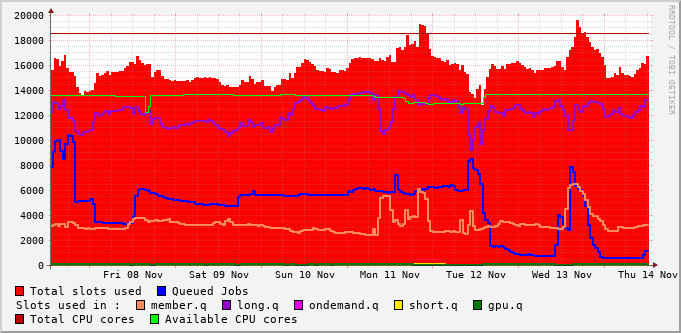 20000
18000
16000
14000
12000
10000
8000
6000
4000
2000
0
Fri 08 Nov Sat 09 Nov Sun 10 Nov Mon 11 Nov Tue 12 Nov Wed 13 Nov Thu 14 Nov
Total slots used Queued Jobs
Slots used in : member.q long.q ondemand.q short.q gpu.q
Total CPU cores Available CPU cores
RRDTOOL / TOBI OETIKER